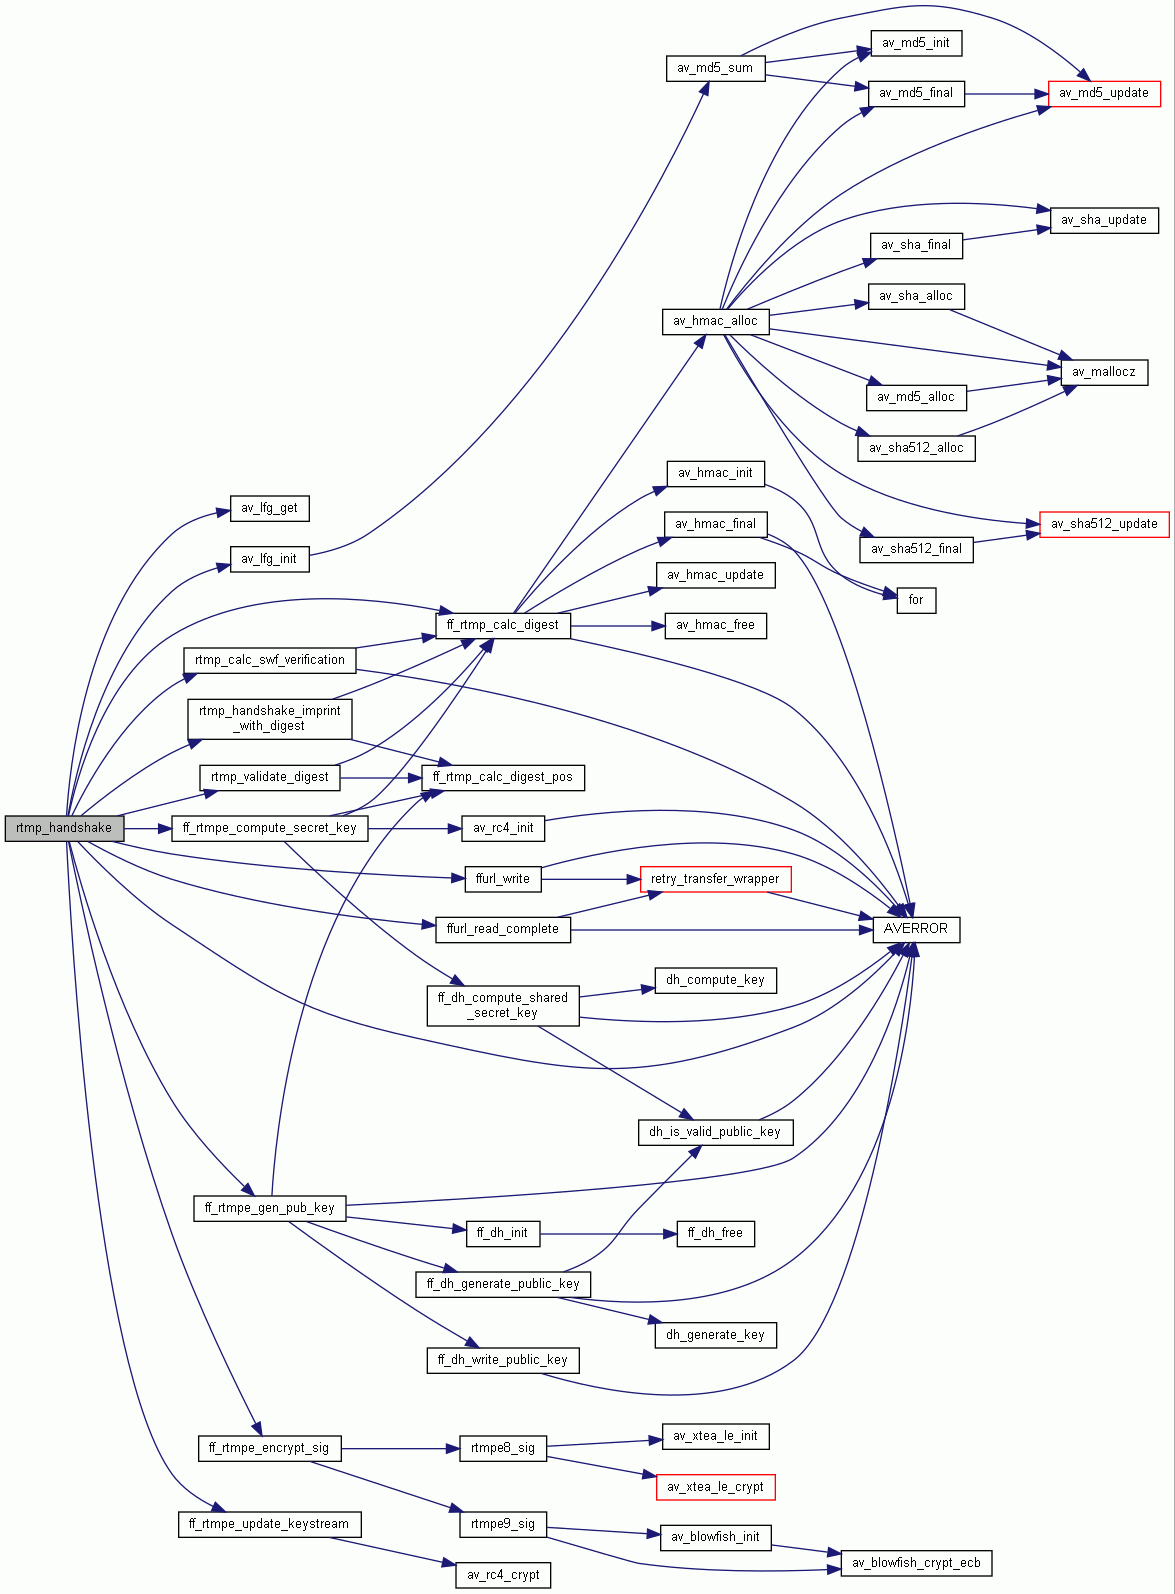 av_md5_init
av_md5_sum
av_md5_final
av_md5_update
av_sha_update
av_sha_final
av_sha_alloc
av_hmac_alloc
av_mallocz
av_md5_alloc
av_sha512_alloc
av_hmac_init
av_lfg_get
av_hmac_final
av_sha512_update
av_sha512_final
av_lfg_init
av_hmac_update
for
ff_rtmp_calc_digest
av_hmac_free
rtmp_calc_swf_verification
rtmp_handshake_imprint
_with_digest
rtmp_validate_digest
ff_rtmp_calc_digest_pos
rtmp_handshake
ff_rtmpe_compute_secret_key
av_rc4_init
ffurl_write
retry_transfer_wrapper
ffurl_read_complete
AVERROR
dh_compute_key
ff_dh_compute_shared
_secret_key
dh_is_valid_public_key
ff_rtmpe_gen_pub_key
ff_dh_init
ff_dh_free
ff_dh_generate_public_key
dh_generate_key
ff_dh_write_public_key
av_xtea_le_init
ff_rtmpe_encrypt_sig
rtmpe8_sig
av_xtea_le_crypt
ff_rtmpe_update_keystream
rtmpe9_sig
av_blowfish_init
av_blowfish_crypt_ecb
av_rc4_crypt